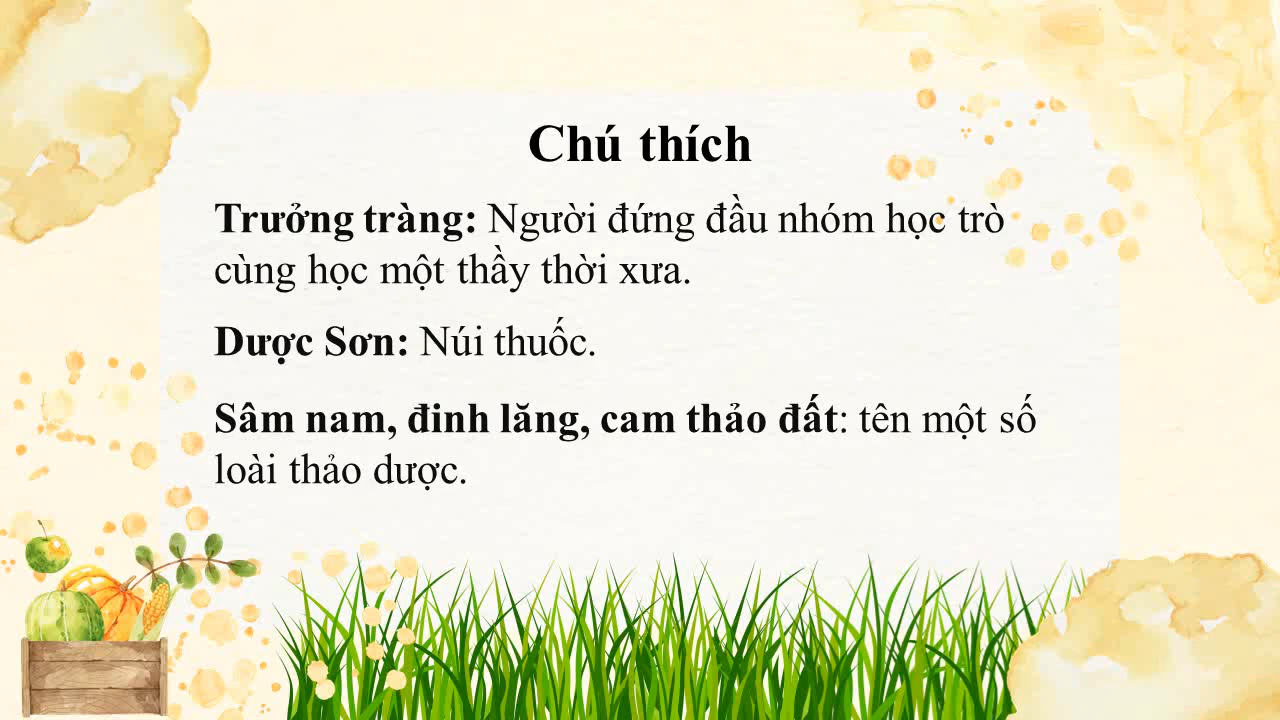 Chú thích
Trưởng tràng: Người đứng đầu nhóm học trò
cùng học một thầy thời xưa.
Dược Sơn: Núi thuốc.
Sâm nam, đinh lăng, cam thảo đất: tên một số
loài thảo dược.